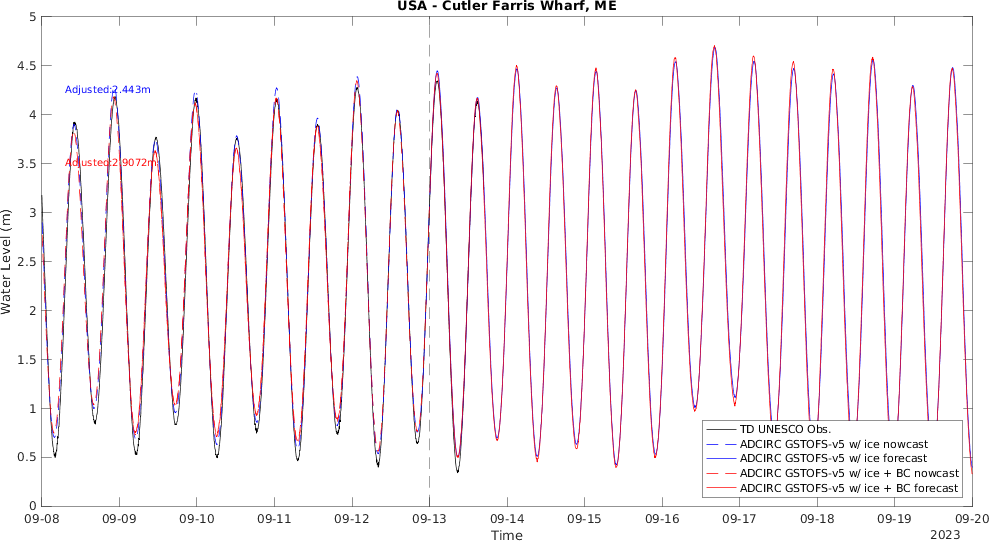 USA - Cutler Farris Wharf, ME
5
4.5
4
3.5
3
2.5
2
1.5
1
0.5
0
Water Level (m)
Adjusted:2.443m
Adjusted:2.9072m
TD UNESCO Obs.
ADCIRC GSTOFS-v5 w/ ice nowcast
ADCIRC GSTOFS-v5 w/ ice forecast
ADCIRC GSTOFS-v5 w/ ice + BC nowcast
ADCIRC GSTOFS-v5 w/ ice + BC forecast
09-08 09-09 09-10 09-11 09-12 09-13 09-14 09-15 09-16 09-17 09-18 09-19 09-20
Time
2023